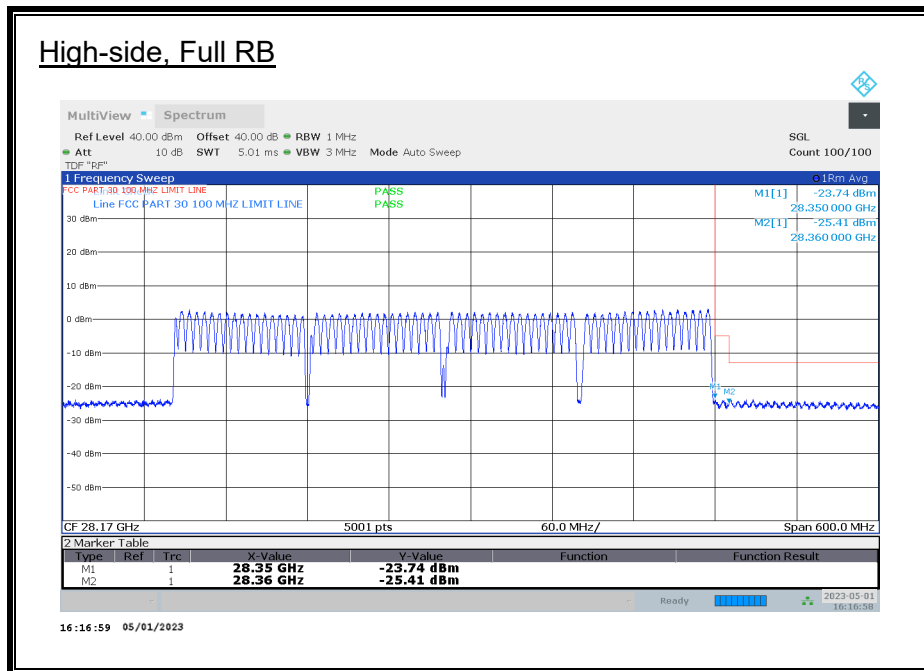 High-side, Full RB
MultiView Spectrum
Ref Level 40.00 dBm Offset 40.00 dB RBW 1 MHz SGL
Att 10 dB SWT 5.01 ms VBW 3 MHz Mode Auto Sweep Count 100/100
TDF "RF"
1 Frequency Sweep 1Rm Avg
FCC PART 30 100 MHZ LIMIT LINE PASS M1[1] -23.74 dBm
Line FCC PART 30 100 MHZ LIMIT LINE PASS 28.350 000 GHz
30 dBm M2[1] -25.41 dBm
28.360 000 GHz
20 dBm
10 dBm
0 dBm
-10 dBm
-20 dBm
M1 M2
-30 dBm
-40 dBm
-50 dBm
CF 28.17 GHz 5001 pts 60.0 MHz/ Span 600.0 MHz
2 Marker Table
Type Ref Trc X-Value Y-Value Function Function Result
M1 1 28.35 GHz -23.74 dBm
M2 1 28.36 GHz -25.41 dBm
Ready 2023-05-01
16:16:58
16:16:59 05/01/2023